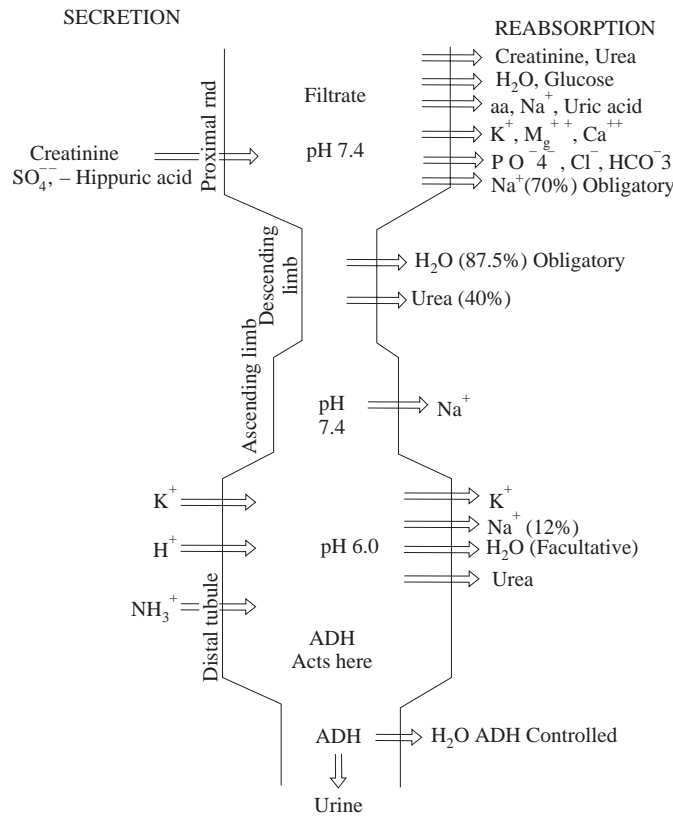 SECRETION
REABSORPTION
Creatinine, Urea
H₂O, Glucose
Filtrate
aa, Na⁺, Uric acid
K⁺, M_g⁺⁺, Ca⁺⁺
Proximal rnd
pH 7.4
Creatinine
P O⁻4⁻, Cl⁻, HCO⁻3
SO₄⁻⁻, – Hippuric acid
Na⁺(70%) Obligatory
Descending
limb
H₂O (87.5%) Obligatory
Urea (40%)
Ascending limb
pH
7.4
Na⁺
K⁺
K⁺
Na⁺ (12%)
H⁺
pH 6.0
H₂O (Facultative)
Urea
NH₃⁺
Distal tubule
ADH
Acts here
ADH
H₂O ADH Controlled
Urine